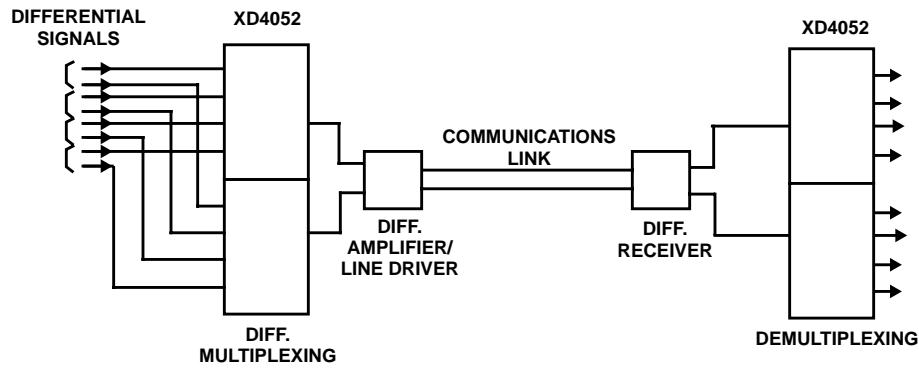 DIFFERENTIAL
SIGNALS
XD4052
XD4052
COMMUNICATIONS
LINK
DIFF.
AMPLIFIER/
LINE DRIVER
DIFF.
RECEIVER
DIFF.
MULTIPLEXING
DEMULTIPLEXING